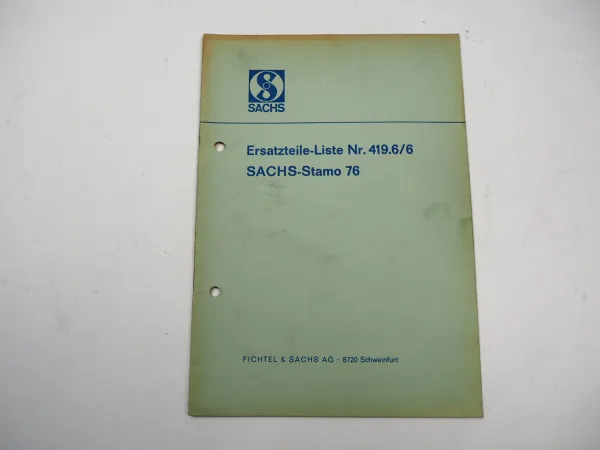 SACHS
Ersatzteile-Liste Nr. 419.6/6
SACHS-Stamo 76
FICHTEL & SACHS AG · 8720 Schweinfurt